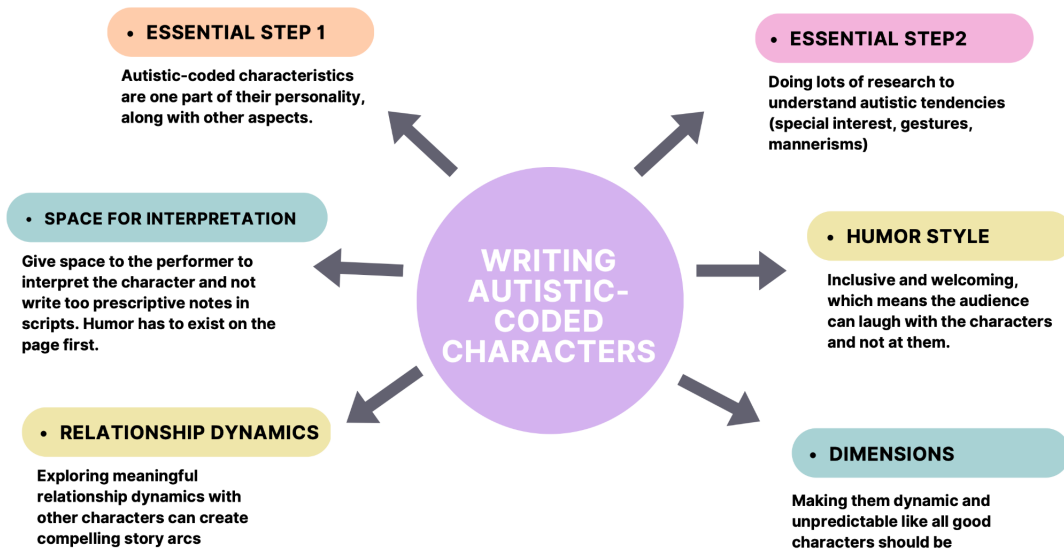 • ESSENTIAL STEP 1
Autistic-coded characteristics
are one part of their personality,
along with other aspects.
• ESSENTIAL STEP2
Doing lots of research to
understand autistic tendencies
(special interest, gestures,
mannerisms)
• SPACE FOR INTERPRETATION
Give space to the performer to
interpret the character and not
write too prescriptive notes in
scripts. Humor has to exist on the
page first.
WRITING
AUTISTIC-
CODED
CHARACTERS
• HUMOR STYLE
Inclusive and welcoming,
which means the audience
can laugh with the characters
and not at them.
• RELATIONSHIP DYNAMICS
Exploring meaningful
relationship dynamics with
other characters can create
compelling story arcs
• DIMENSIONS
Making them dynamic and
unpredictable like all good
characters should be